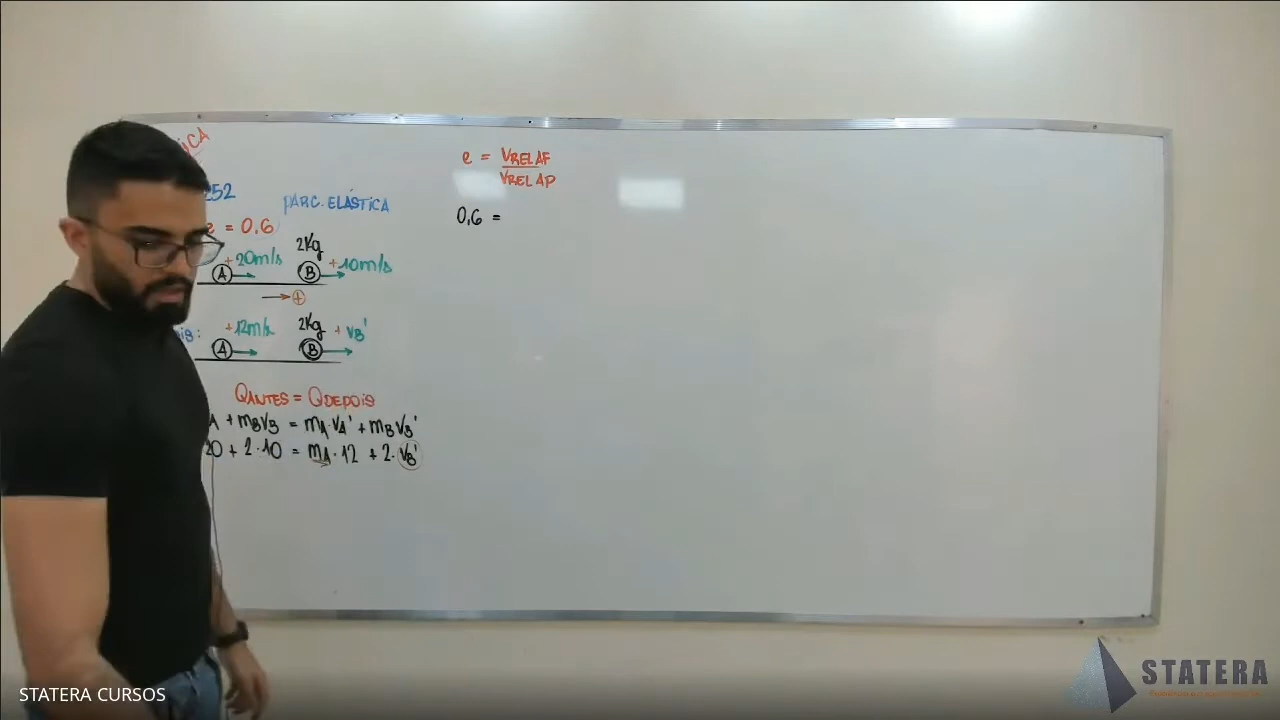 252
PARC. ELÁSTICA
e = 0,6
2Kg
+20m/s
+10m/s
A
B
→ +
2Kg
+12m/s
+ VB'
A
B
QANTES = QDEPOIS
+ mBVB = mA·VA' + mBVB'
20 + 2·10 = mA·12 + 2·VB'
e = VRELAF
VRELAP
0,6 =
STATERA CURSOS
STATERA